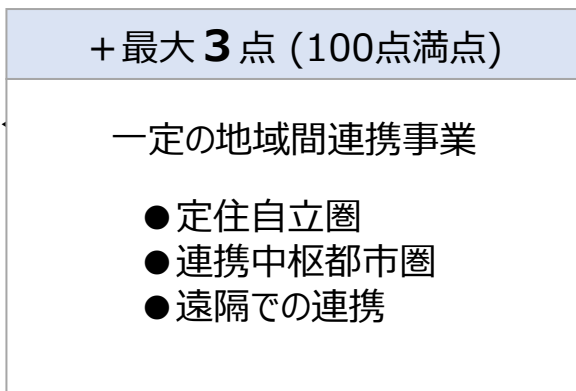 ＋最大3点 (100点満点)
一定の地域間連携事業
●定住自立圏
●連携中枢都市圏
●遠隔での連携